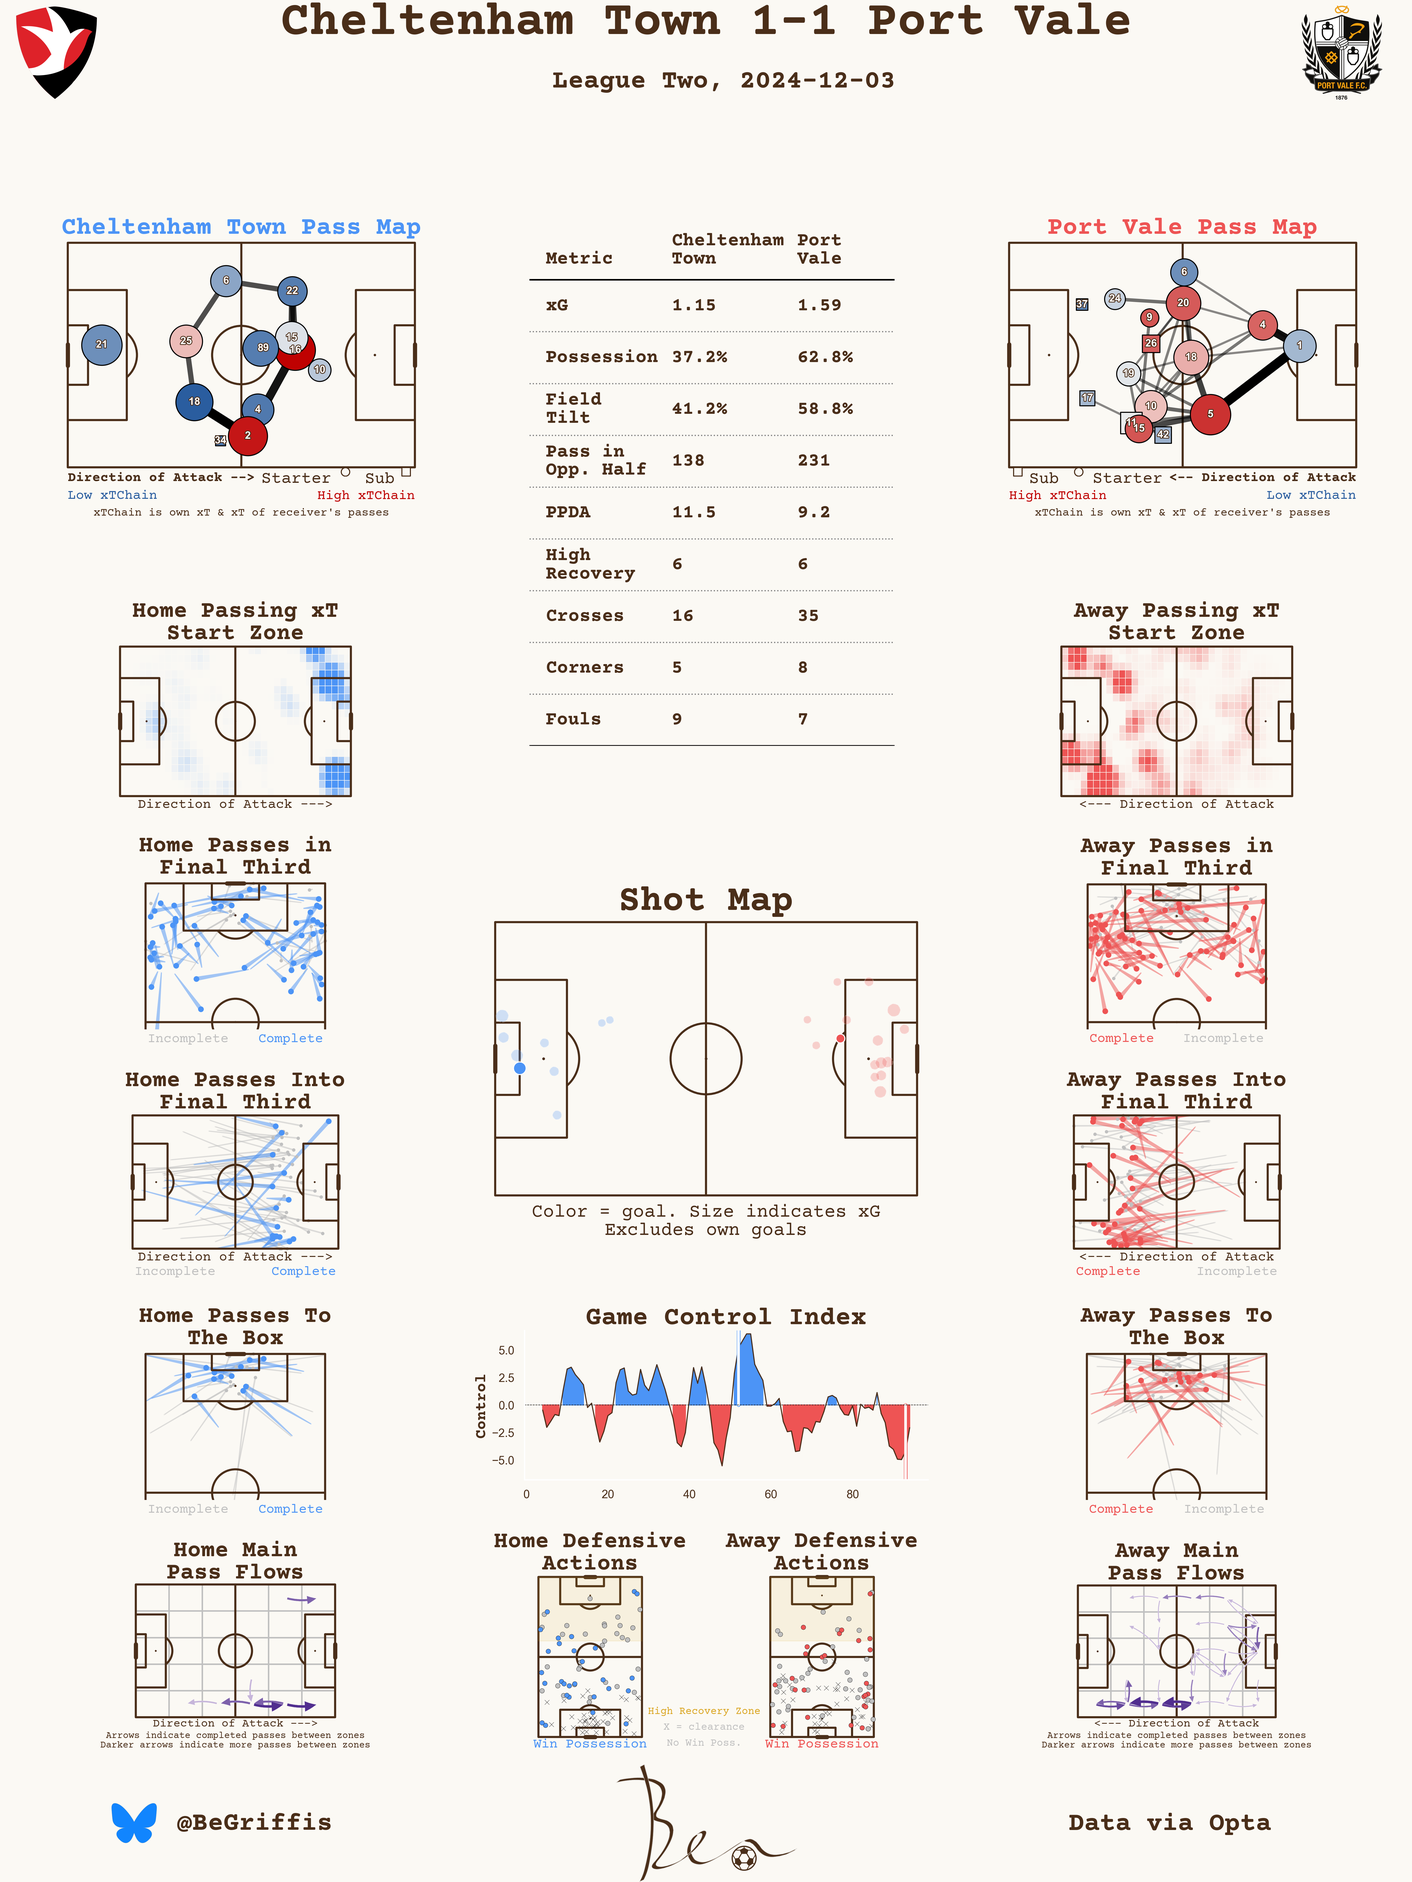 Cheltenham Town 1-1 Port Vale
League Two, 2024-12-03
PORT VALE F.C.
1876
Cheltenham Town Pass Map
6
22
25
21
89
15
16
10
18
4
2
34
Direction of Attack --> Starter Sub
Low xTChain High xTChain
xTChain is own xT & xT of receiver's passes
Metric Cheltenham Town Port Vale
xG 1.15 1.59
Possession 37.2% 62.8%
Field Tilt 41.2% 58.8%
Pass in Opp. Half 138 231
PPDA 11.5 9.2
High Recovery 6 6
Crosses 16 35
Corners 5 8
Fouls 9 7
Port Vale Pass Map
6
24
37
20
9
4
26
1
18
19
17
10
5
11
15
42
Sub Starter <-- Direction of Attack
High xTChain Low xTChain
xTChain is own xT & xT of receiver's passes
Home Passing xT
Start Zone
Direction of Attack --->
Away Passing xT
Start Zone
<--- Direction of Attack
Home Passes in
Final Third
Incomplete Complete
Away Passes in
Final Third
Complete Incomplete
Shot Map
Color = goal. Size indicates xG
Excludes own goals
Home Passes Into
Final Third
Direction of Attack --->
Incomplete Complete
Away Passes Into
Final Third
<--- Direction of Attack
Complete Incomplete
Home Passes To
The Box
Incomplete Complete
Game Control Index
Control
5.0
2.5
0.0
−2.5
−5.0
0 20 40 60 80
Away Passes To
The Box
Complete Incomplete
Home Main
Pass Flows
Direction of Attack --->
Arrows indicate completed passes between zones
Darker arrows indicate more passes between zones
Home Defensive
Actions
Win Possession
High Recovery Zone
X = clearance
No Win Poss.
Away Defensive
Actions
Win Possession
Away Main
Pass Flows
<--- Direction of Attack
Arrows indicate completed passes between zones
Darker arrows indicate more passes between zones
@BeGriffis
Ben
Data via Opta